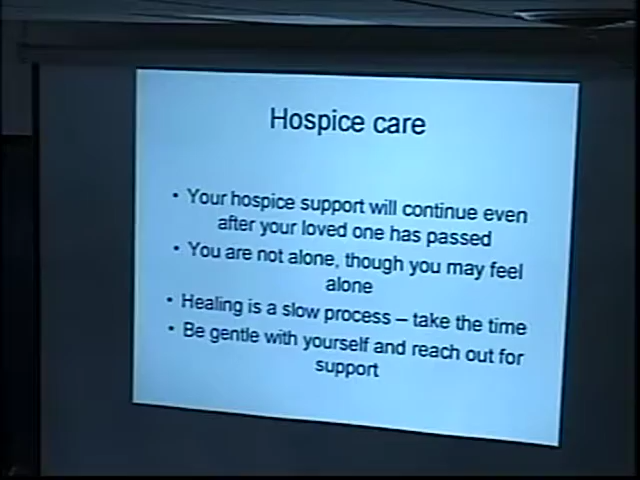 Hospice care
• Your hospice support will continue even
after your loved one has passed
• You are not alone, though you may feel
alone
• Healing is a slow process – take the time
• Be gentle with yourself and reach out for
support